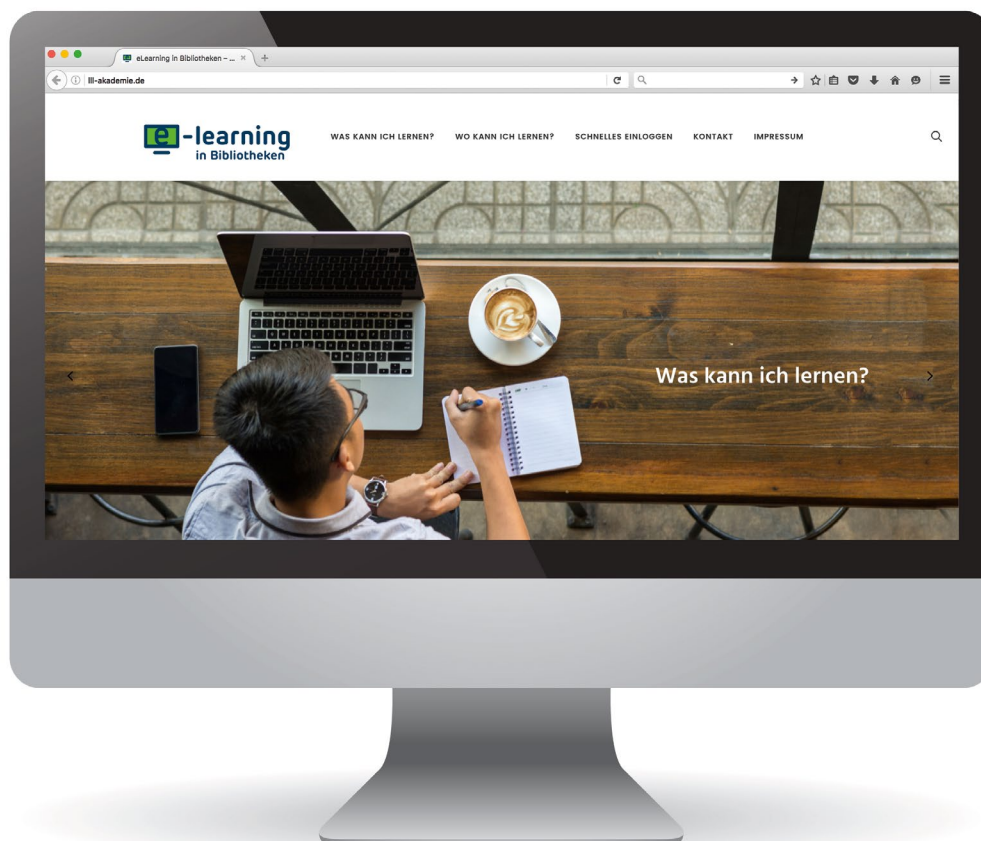 eLearning in Bibliotheken – ...
lll-akademie.de
e-learning
in Bibliotheken
WAS KANN ICH LERNEN?
WO KANN ICH LERNEN?
SCHNELLES EINLOGGEN
KONTAKT
IMPRESSUM
Was kann ich lernen?